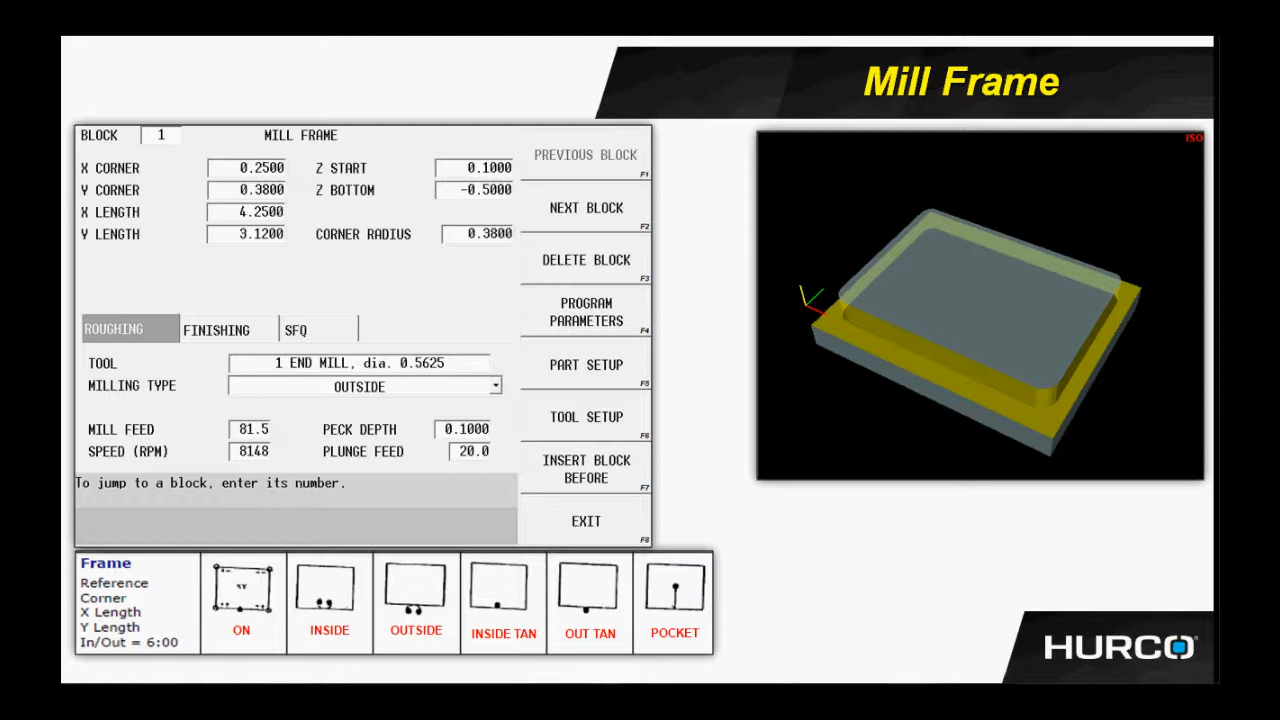 Mill Frame
BLOCK 1 MILL FRAME
X CORNER 0.2500 Z START 0.1000
Y CORNER 0.3800 Z BOTTOM -0.5000
X LENGTH 4.2500
Y LENGTH 3.1200 CORNER RADIUS 0.3800
ROUGHING FINISHING SFQ
TOOL 1 END MILL, dia. 0.5625
MILLING TYPE OUTSIDE
MILL FEED 81.5 PECK DEPTH 0.1000
SPEED (RPM) 8148 PLUNGE FEED 20.0
To jump to a block, enter its number.
PREVIOUS BLOCK
F1
NEXT BLOCK
F2
DELETE BLOCK
F3
PROGRAM
PARAMETERS
F4
PART SETUP
F5
TOOL SETUP
F6
INSERT BLOCK
BEFORE
F7
EXIT
F8
ISO
Frame
Reference
Corner
X Length
Y Length
In/Out = 6:00
XY
ON
INSIDE
OUTSIDE
INSIDE TAN
OUT TAN
POCKET
HURCO